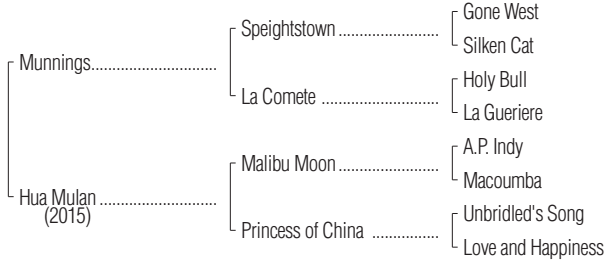 Gone West
Speightstown
Silken Cat
Munnings
Holy Bull
La Comete
La Gueriere
A.P. Indy
Malibu Moon
Macoumba
Hua Mulan
(2015)
Unbridled's Song
Princess of China
Love and Happiness